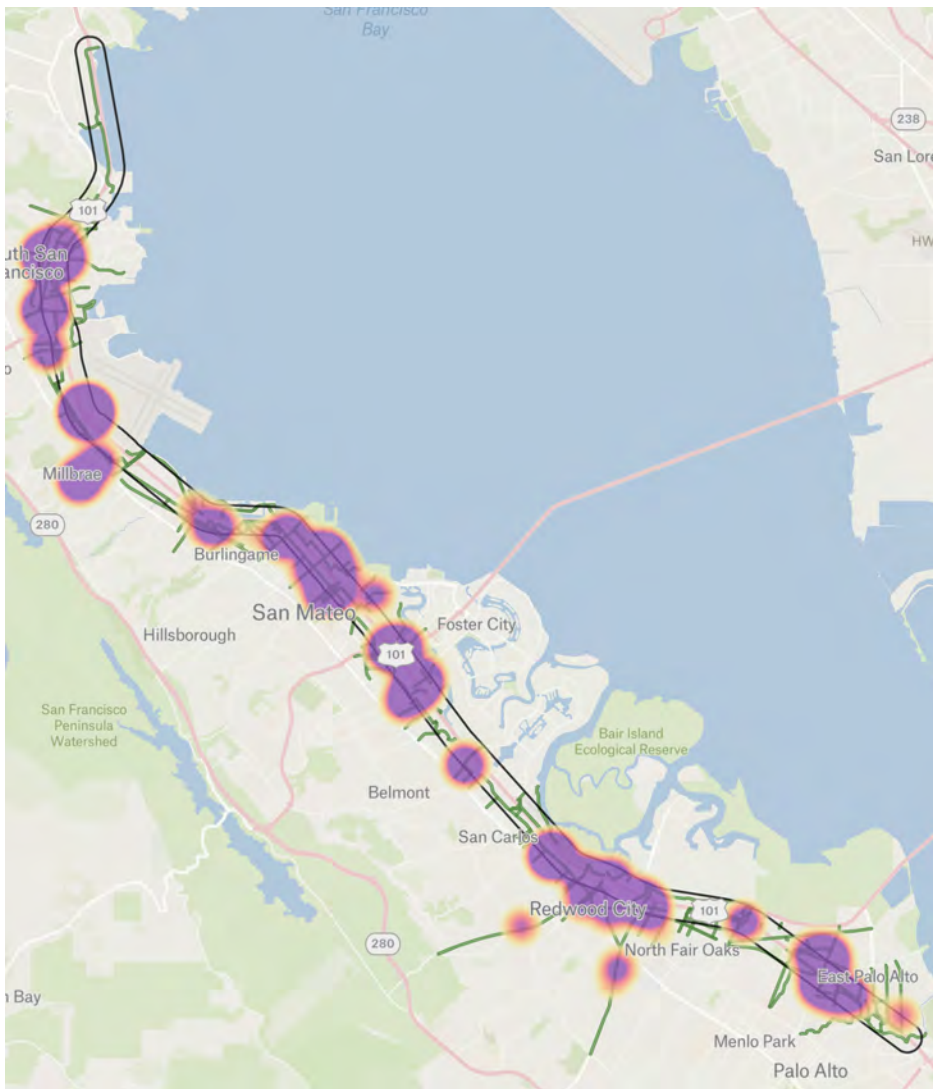 San Francisco
Bay
238
San Lore
101
uth San
ancisco
HW
o
Millbrae
280
Burlingame
San Mateo
Foster City
Hillsborough
101
San Francisco
Peninsula
Watershed
Bair Island
Ecological Reserve
Belmont
San Carlos
Redwood City
101
280
North Fair Oaks
East Palo Alto
n Bay
Menlo Park
Palo Alto